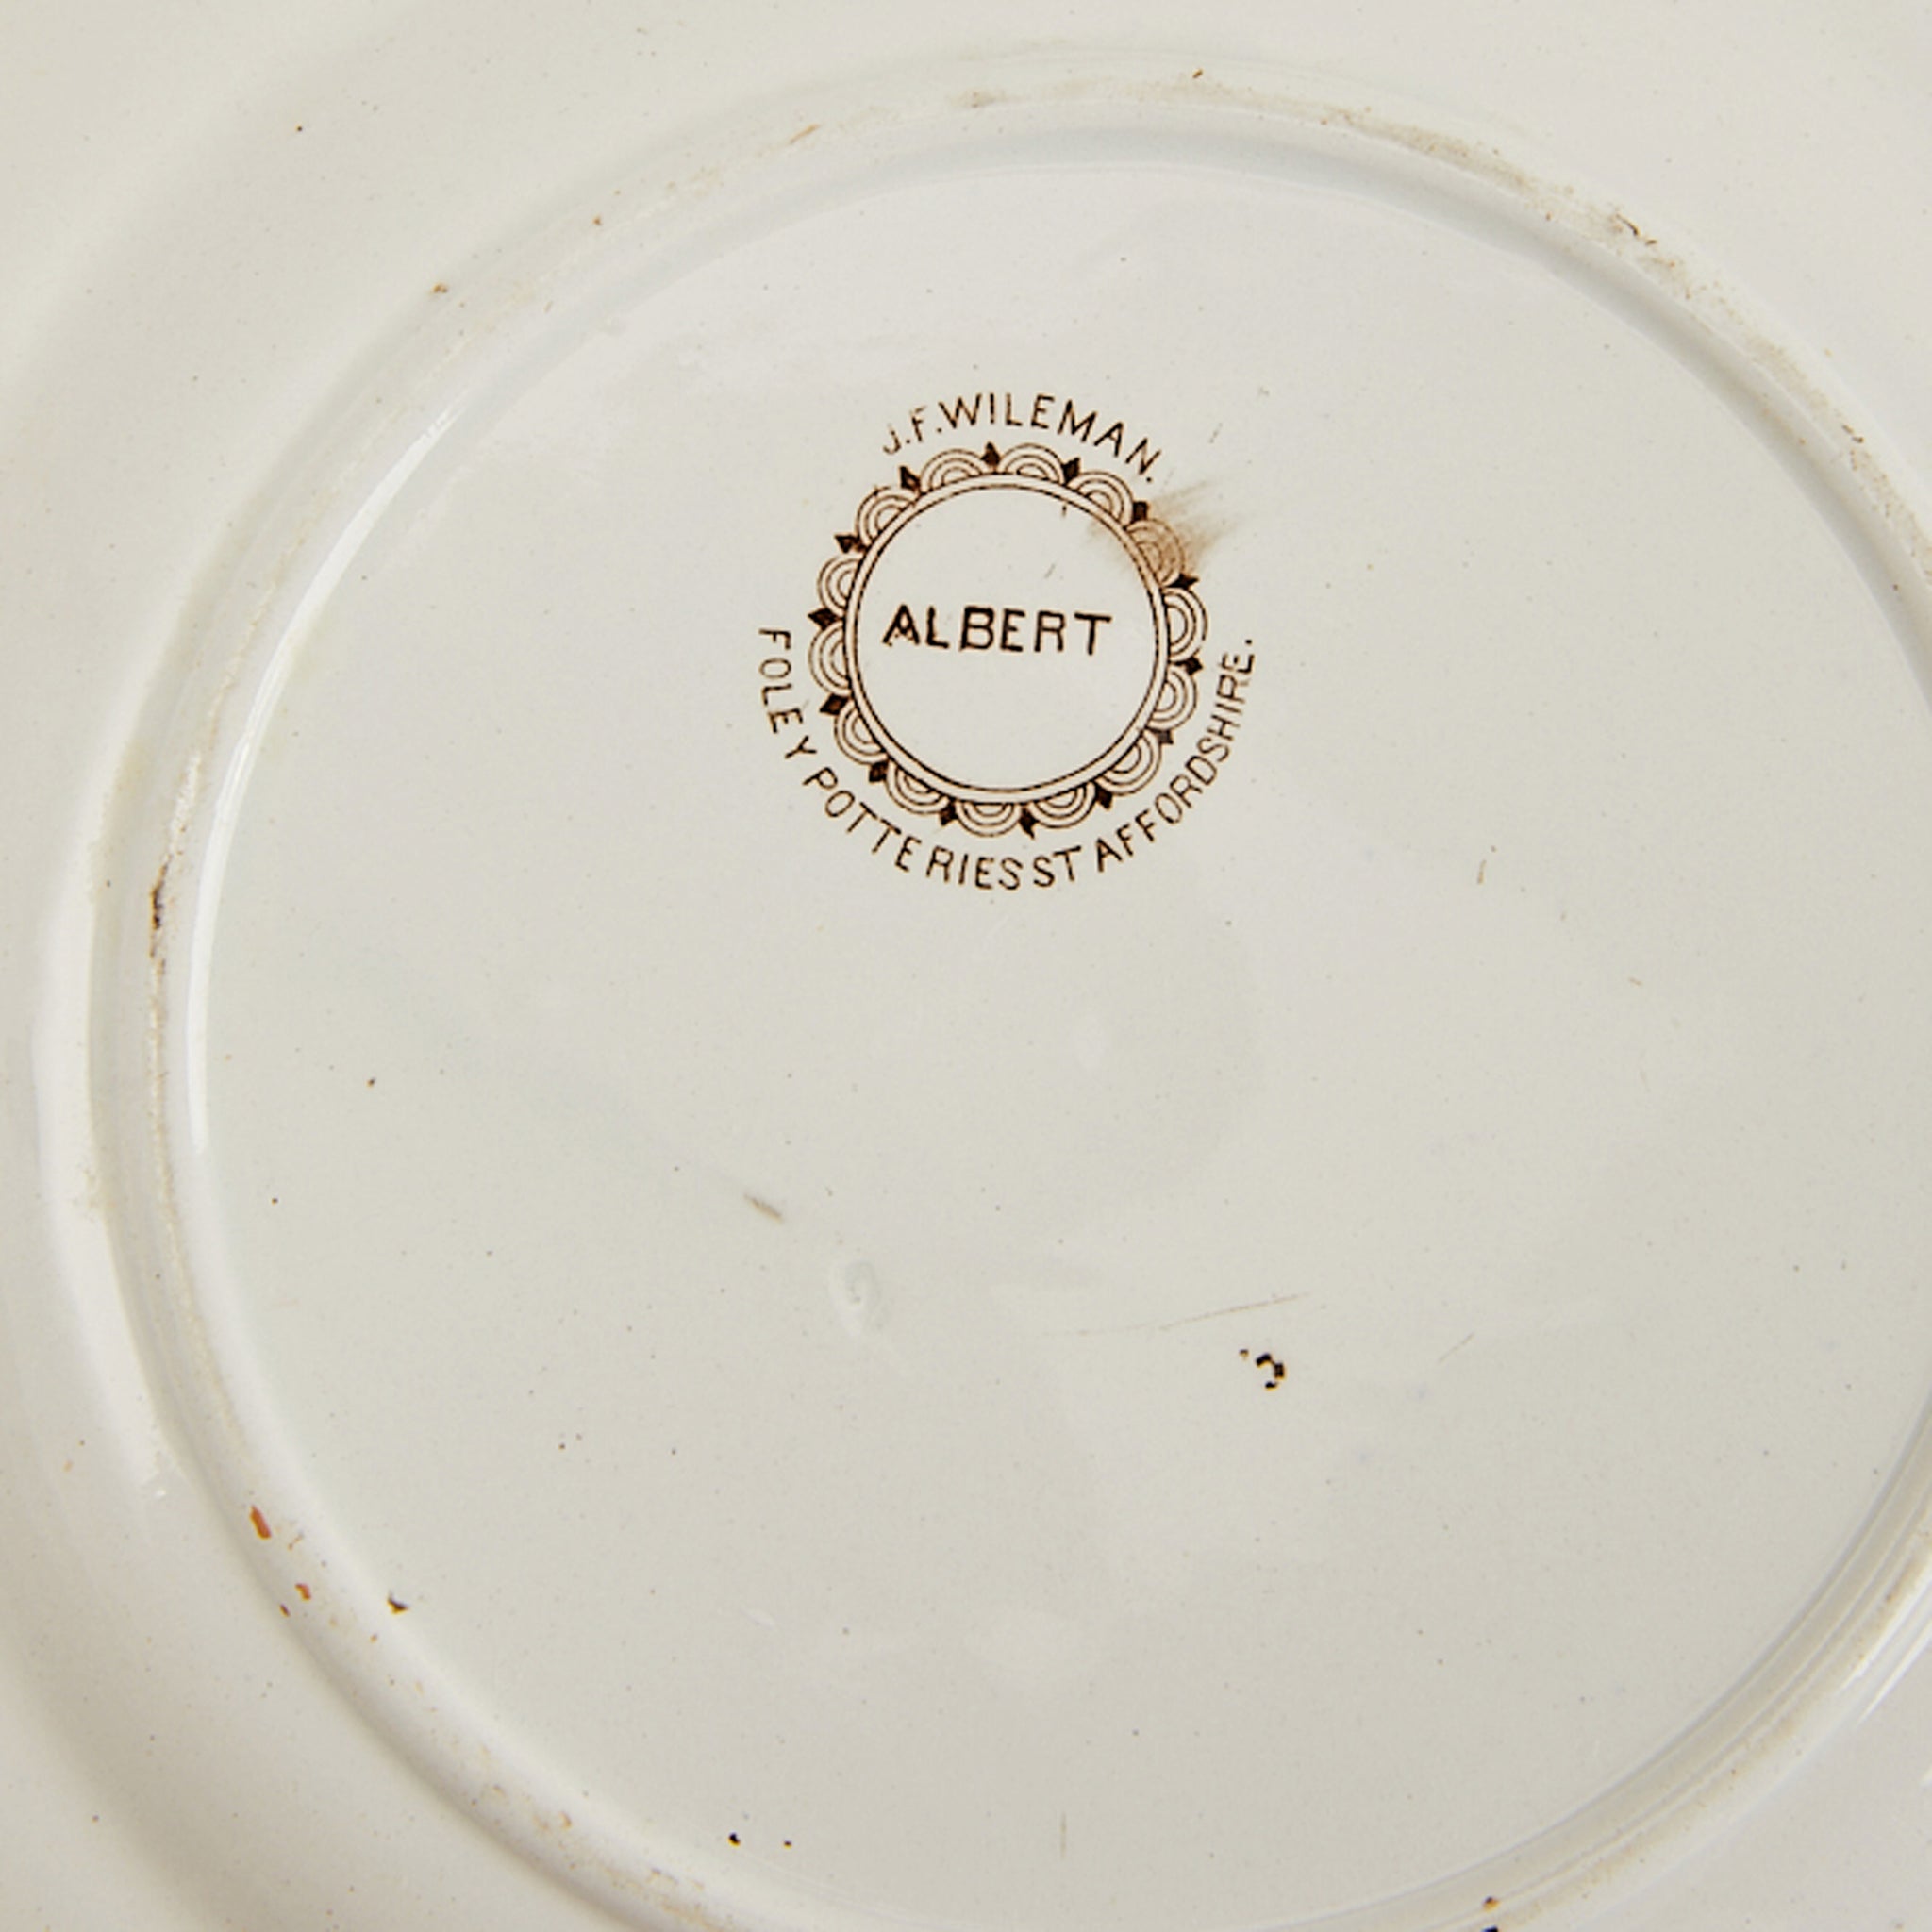 J.F.WILEMAN.
ALBERT
FOLEY POTTERIES STAFFORDSHIRE.